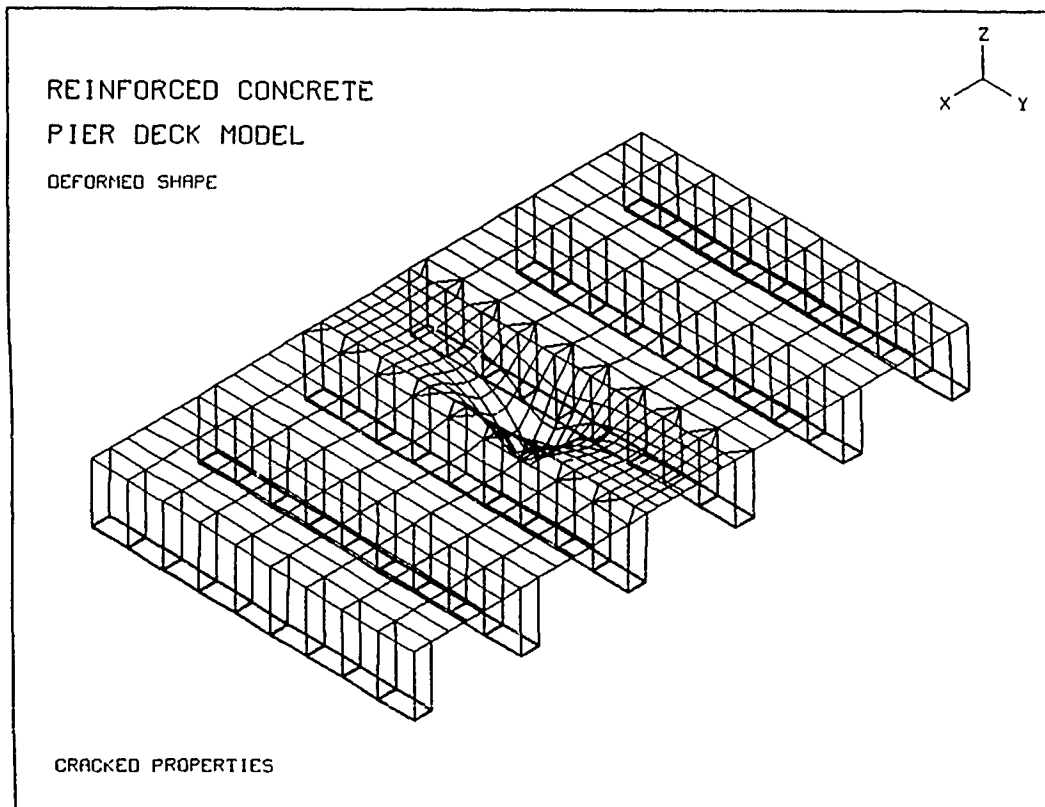 REINFORCED CONCRETE
PIER DECK MODEL
DEFORMED SHAPE
Z
X
Y
CRACKED PROPERTIES